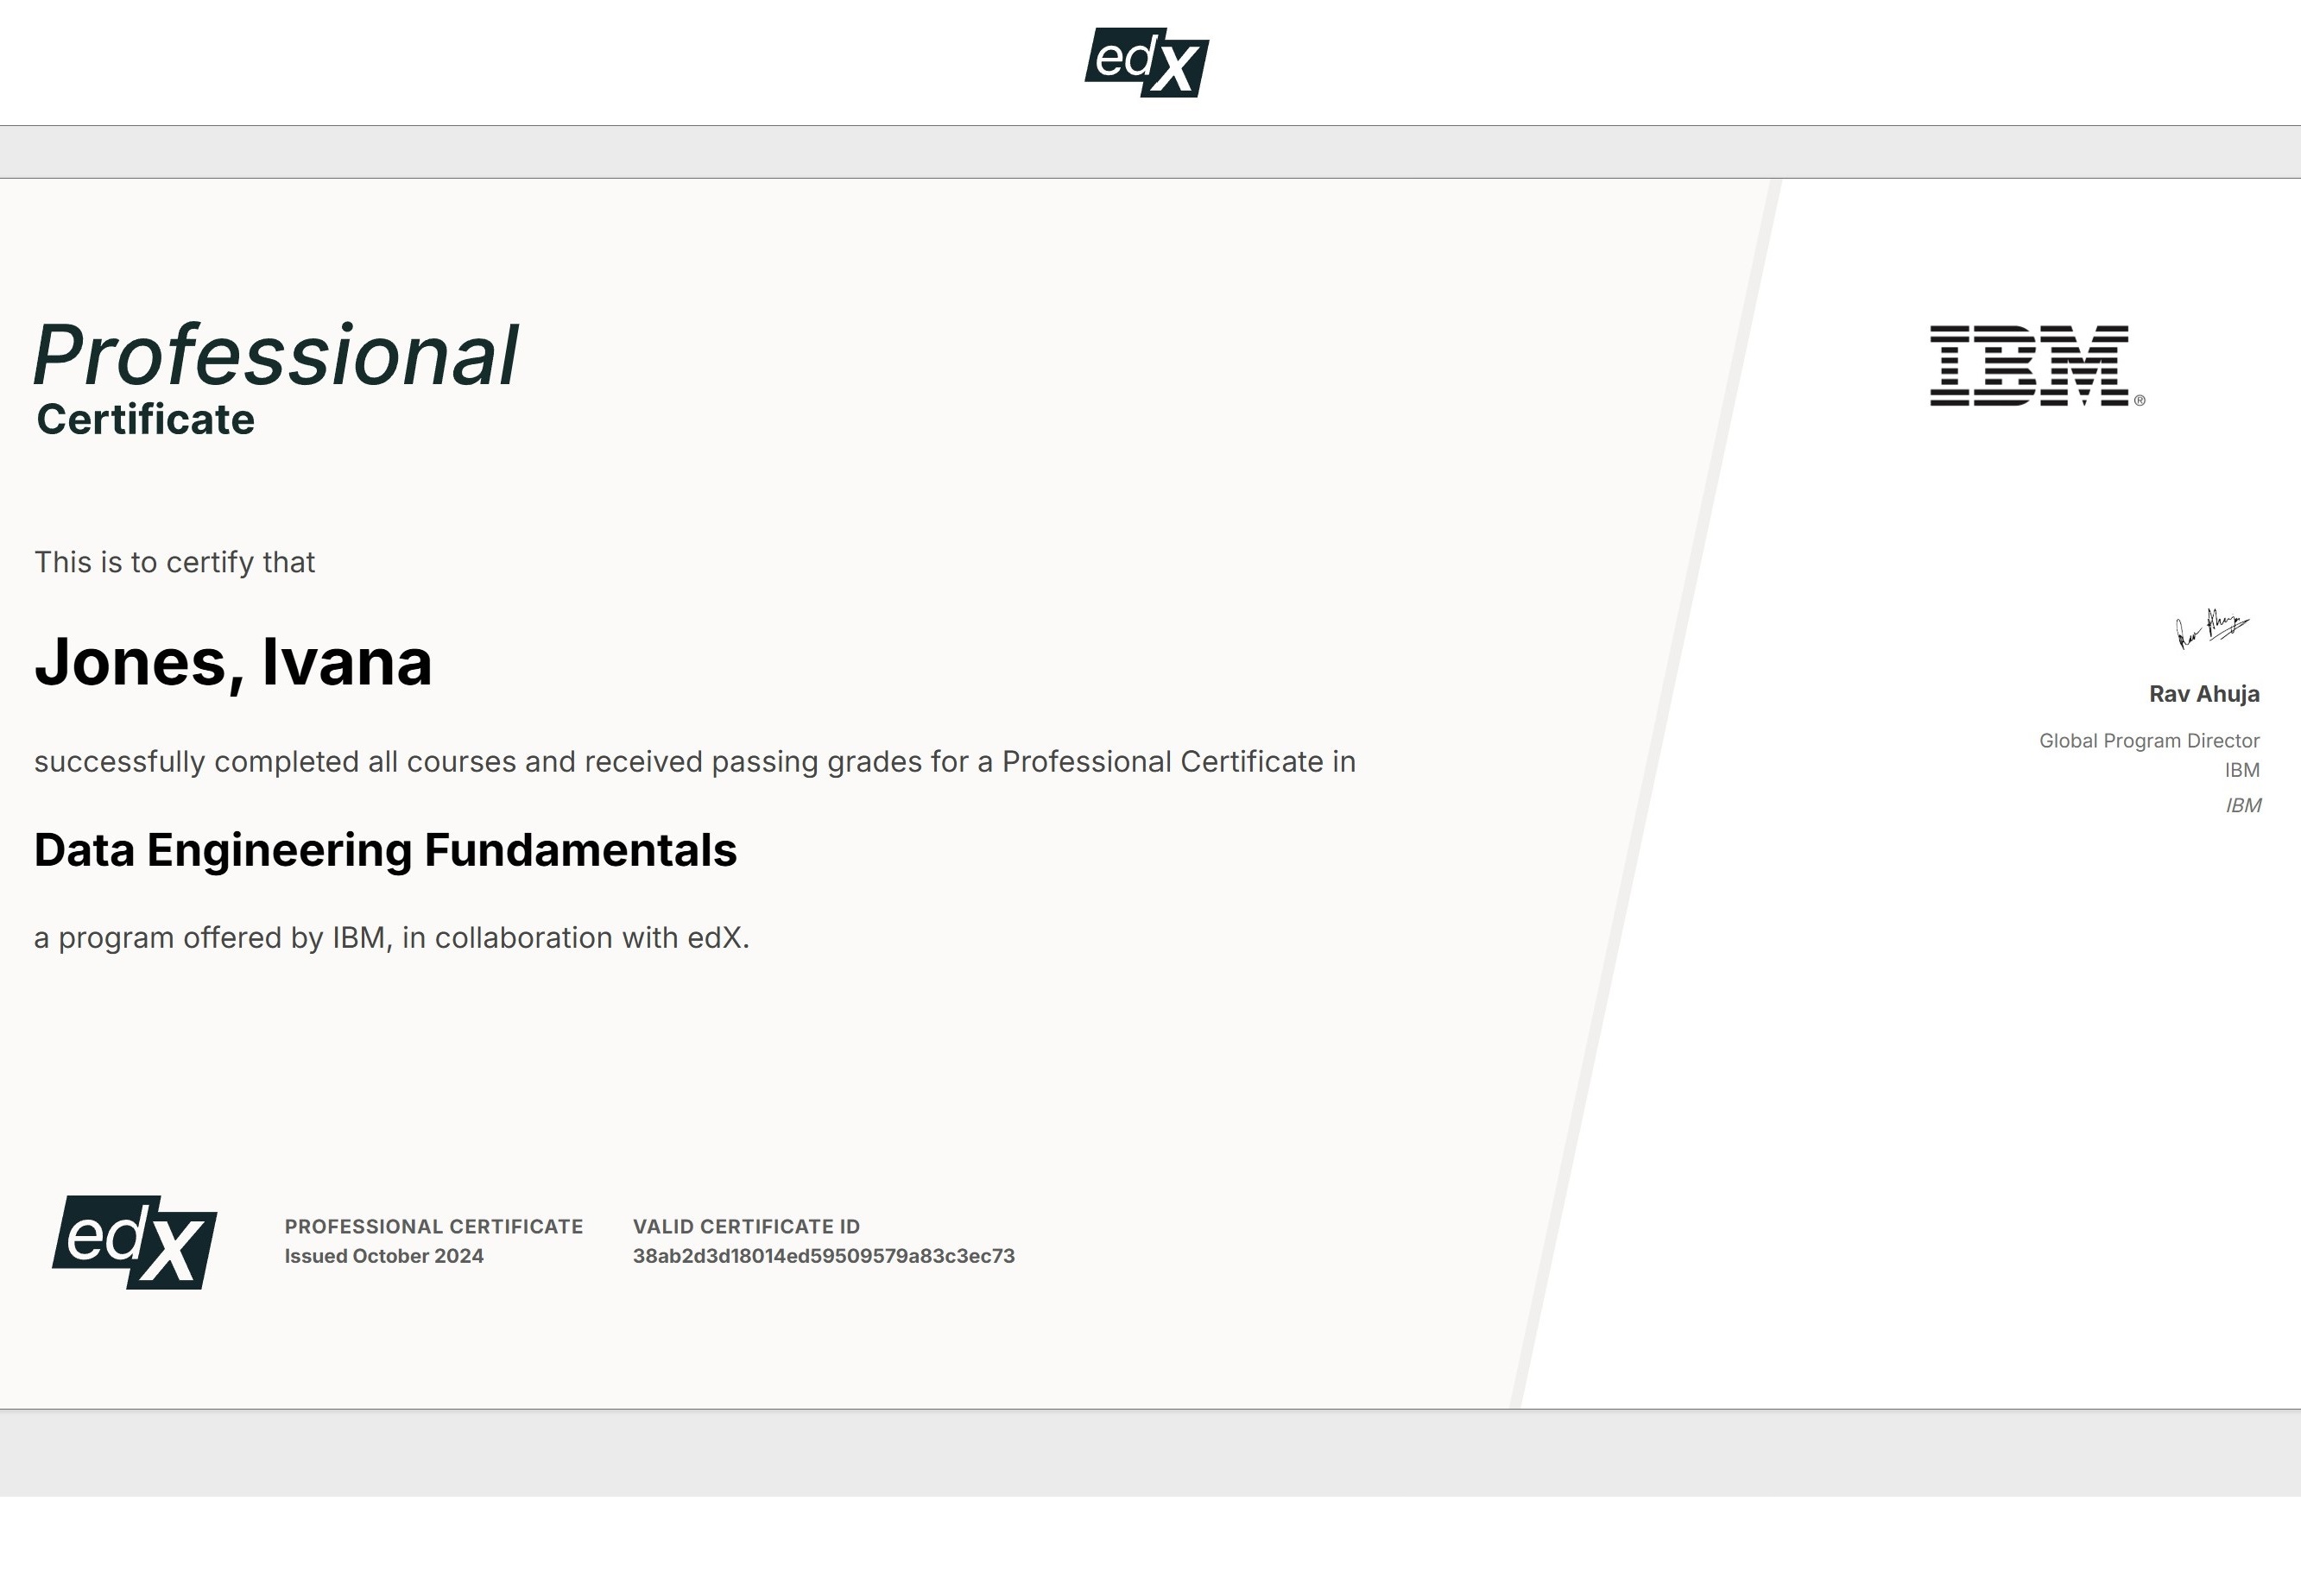 edX
Professional
Certificate
This is to certify that
Jones, Ivana
successfully completed all courses and received passing grades for a Professional Certificate in
Data Engineering Fundamentals
a program offered by IBM, in collaboration with edX.
IBM®
Rav Ahuja
Rav Ahuja
Global Program Director
IBM
IBM
edX
PROFESSIONAL CERTIFICATE
Issued October 2024
VALID CERTIFICATE ID
38ab2d3d18014ed59509579a83c3ec73